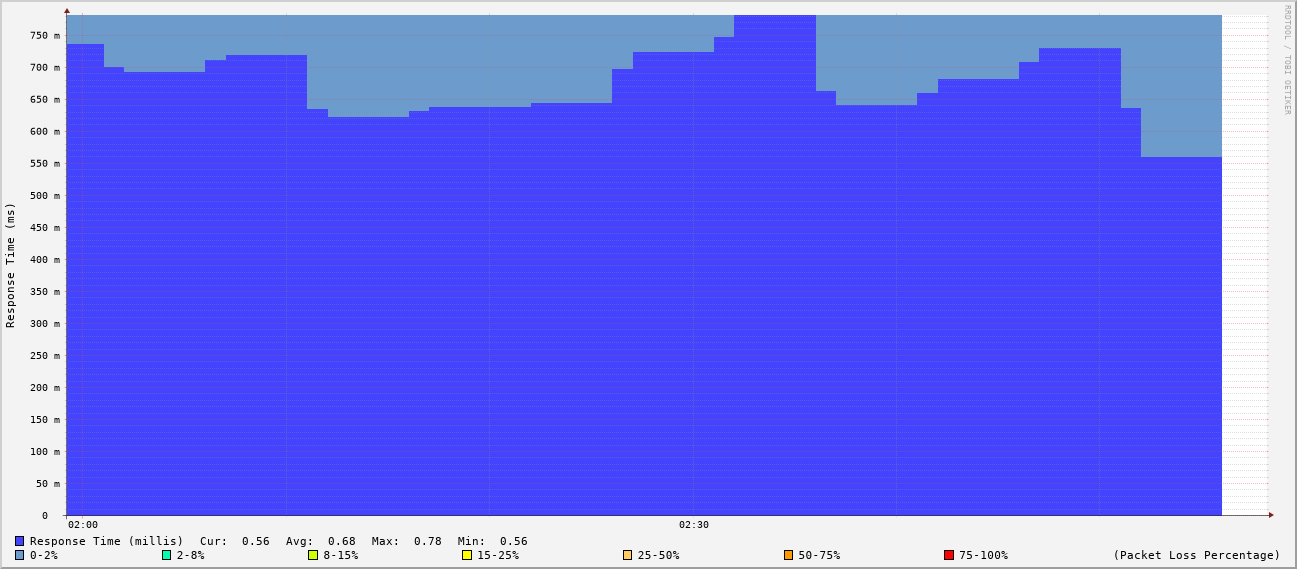 RRDTOOL / TOBI OETIKER
Response Time (ms)
750 m
700 m
650 m
600 m
550 m
500 m
450 m
400 m
350 m
300 m
250 m
200 m
150 m
100 m
50 m
0
02:00 02:30
Response Time (millis) Cur: 0.56 Avg: 0.68 Max: 0.78 Min: 0.56
0-2% 2-8% 8-15% 15-25% 25-50% 50-75% 75-100% (Packet Loss Percentage)